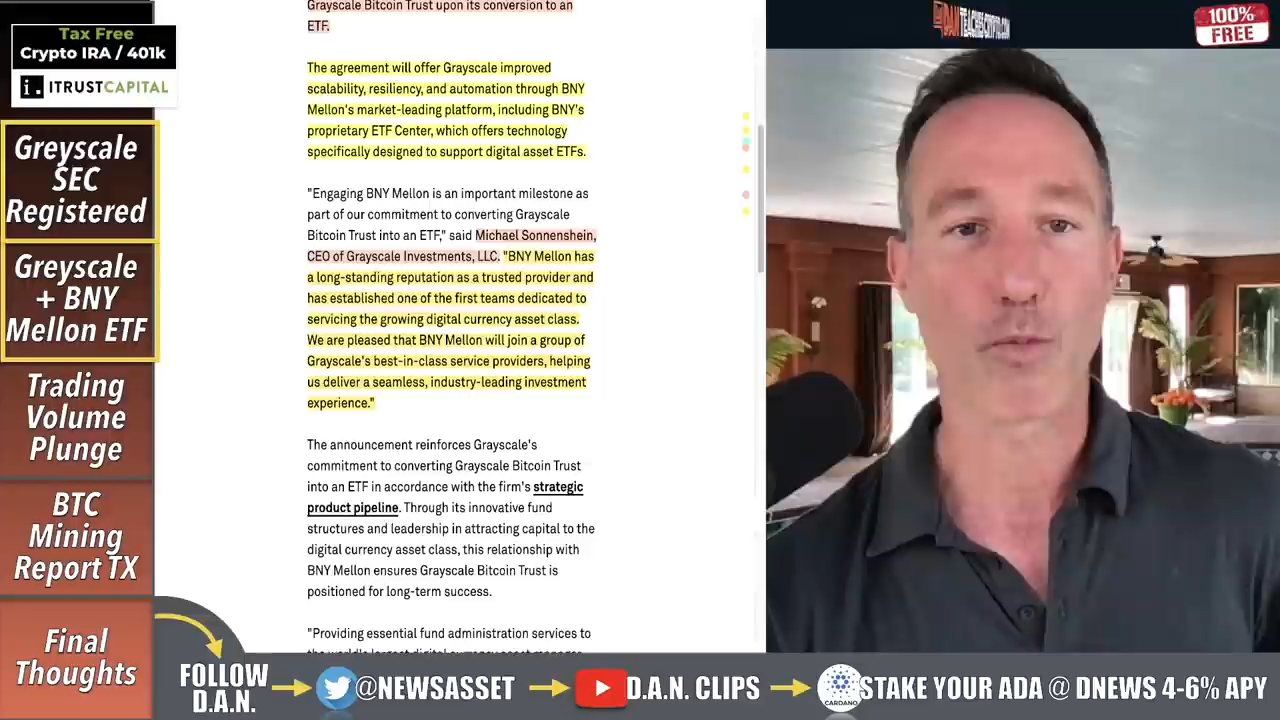 Tax Free
Crypto IRA / 401k
i. ITRUSTCAPITAL
Greyscale
SEC
Registered
Greyscale
+ BNY
Mellon ETF
Trading
Volume
Plunge
BTC
Mining
Report TX
Final
Thoughts
Grayscale Bitcoin Trust upon its conversion to an
ETF.
The agreement will offer Grayscale improved
scalability, resiliency, and automation through BNY
Mellon's market-leading platform, including BNY's
proprietary ETF Center, which offers technology
specifically designed to support digital asset ETFs.
"Engaging BNY Mellon is an important milestone as
part of our commitment to converting Grayscale
Bitcoin Trust into an ETF," said Michael Sonnenshein,
CEO of Grayscale Investments, LLC. "BNY Mellon has
a long-standing reputation as a trusted provider and
has established one of the first teams dedicated to
servicing the growing digital currency asset class.
We are pleased that BNY Mellon will join a group of
Grayscale's best-in-class service providers, helping
us deliver a seamless, industry-leading investment
experience."
The announcement reinforces Grayscale's
commitment to converting Grayscale Bitcoin Trust
into an ETF in accordance with the firm's strategic
product pipeline. Through its innovative fund
structures and leadership in attracting capital to the
digital currency asset class, this relationship with
BNY Mellon ensures Grayscale Bitcoin Trust is
positioned for long-term success.
"Providing essential fund administration services to
the world's largest digital currency asset manager
DANTEACHESCRYPTO.COM
100%
FREE
FOLLOW
D.A.N.
@NEWSASSET
D.A.N. CLIPS
CARDANO
STAKE YOUR ADA @ DNEWS 4-6% APY